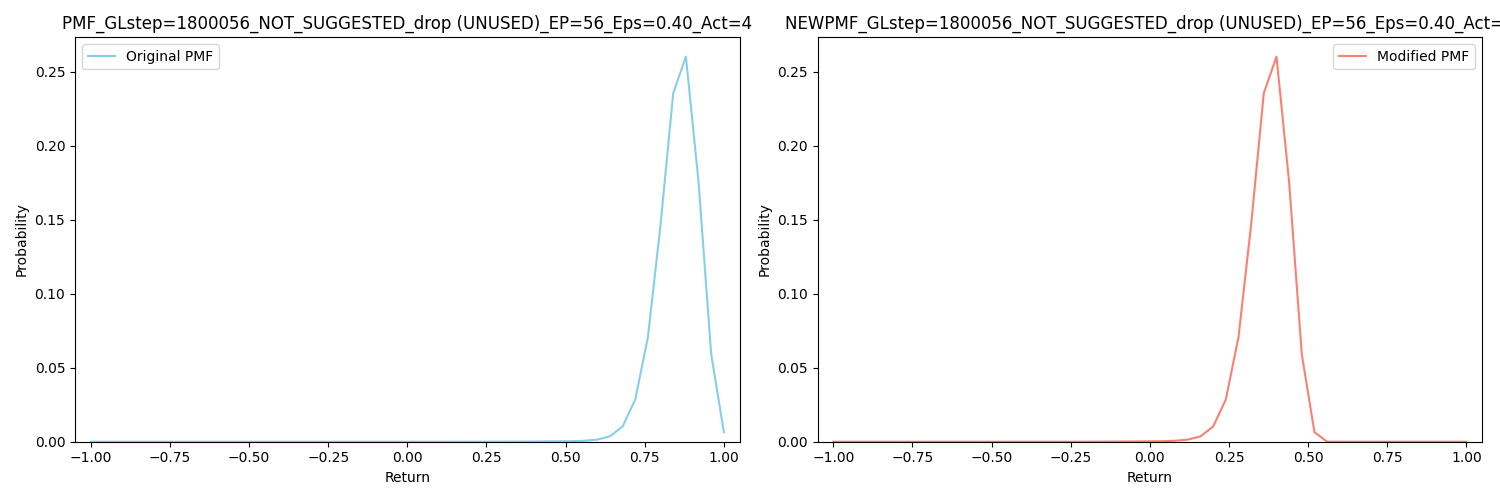 PMF_GLstep=1800056_NOT_SUGGESTED_drop (UNUSED)_EP=56_Eps=0.40_Act=4
Original PMF
Probability
0.25
0.20
0.15
0.10
0.05
0.00
−1.00 −0.75 −0.50 −0.25 0.00 0.25 0.50 0.75 1.00
Return
NEWPMF_GLstep=1800056_NOT_SUGGESTED_drop (UNUSED)_EP=56_Eps=0.40_Act=
Modified PMF
Probability
0.25
0.20
0.15
0.10
0.05
0.00
−1.00 −0.75 −0.50 −0.25 0.00 0.25 0.50 0.75 1.00
Return